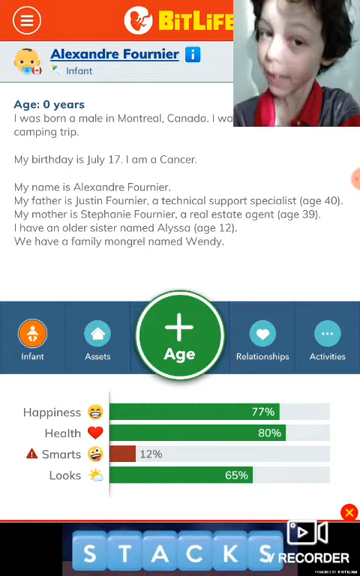 BITLIFE
Alexandre Fournier i
Infant
Age: 0 years
I was born a male in Montreal, Canada. I
camping trip.
My birthday is July 17. I am a Cancer.
My name is Alexandre Fournier.
My father is Justin Fournier, a technical support specialist (age 40).
My mother is Stephanie Fournier, a real estate agent (age 39).
I have an older sister named Alyssa (age 12).
We have a family mongrel named Wendy.
Infant Assets Age Relationships Activities
Happiness 77%
Health 80%
Smarts 12%
Looks 65%
STACKS
RECORDER